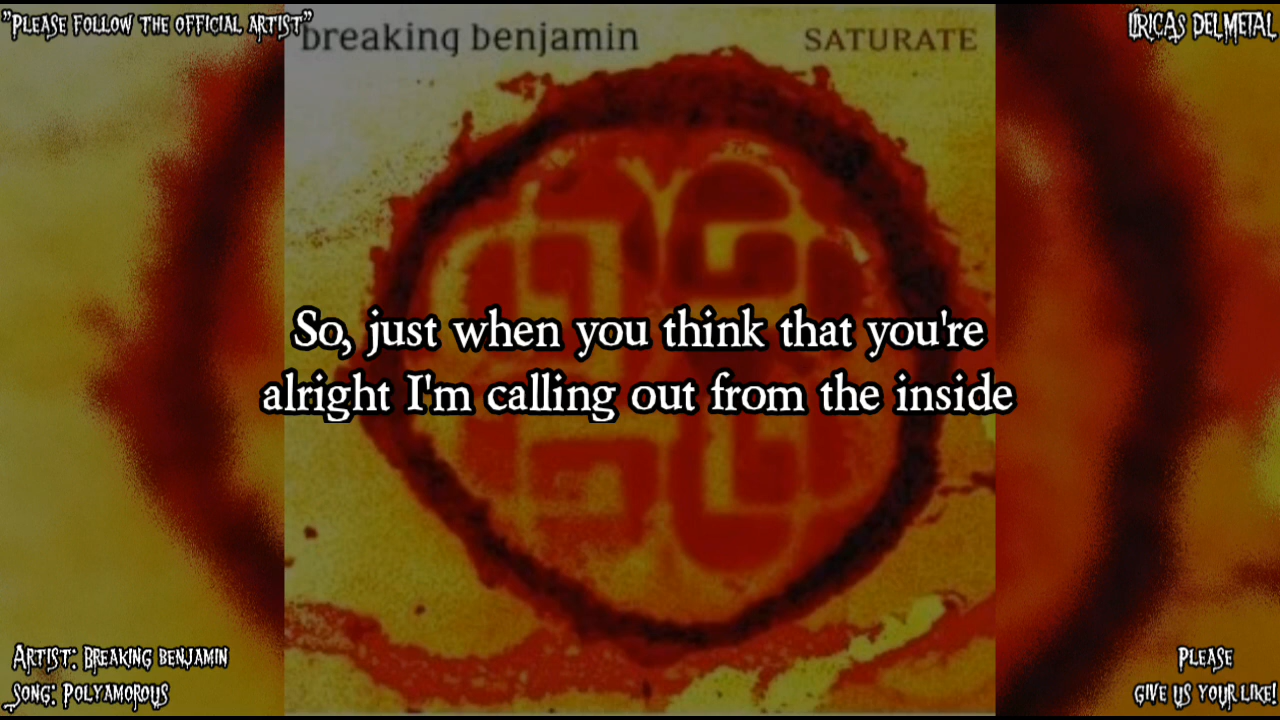 "Please follow the official artist"
Líricas del Metal
breaking benjamin
SATURATE
So, just when you think that you're
alright I'm calling out from the inside
Artist: Breaking benjamin
Song: Polyamorous
Please
give us your like!